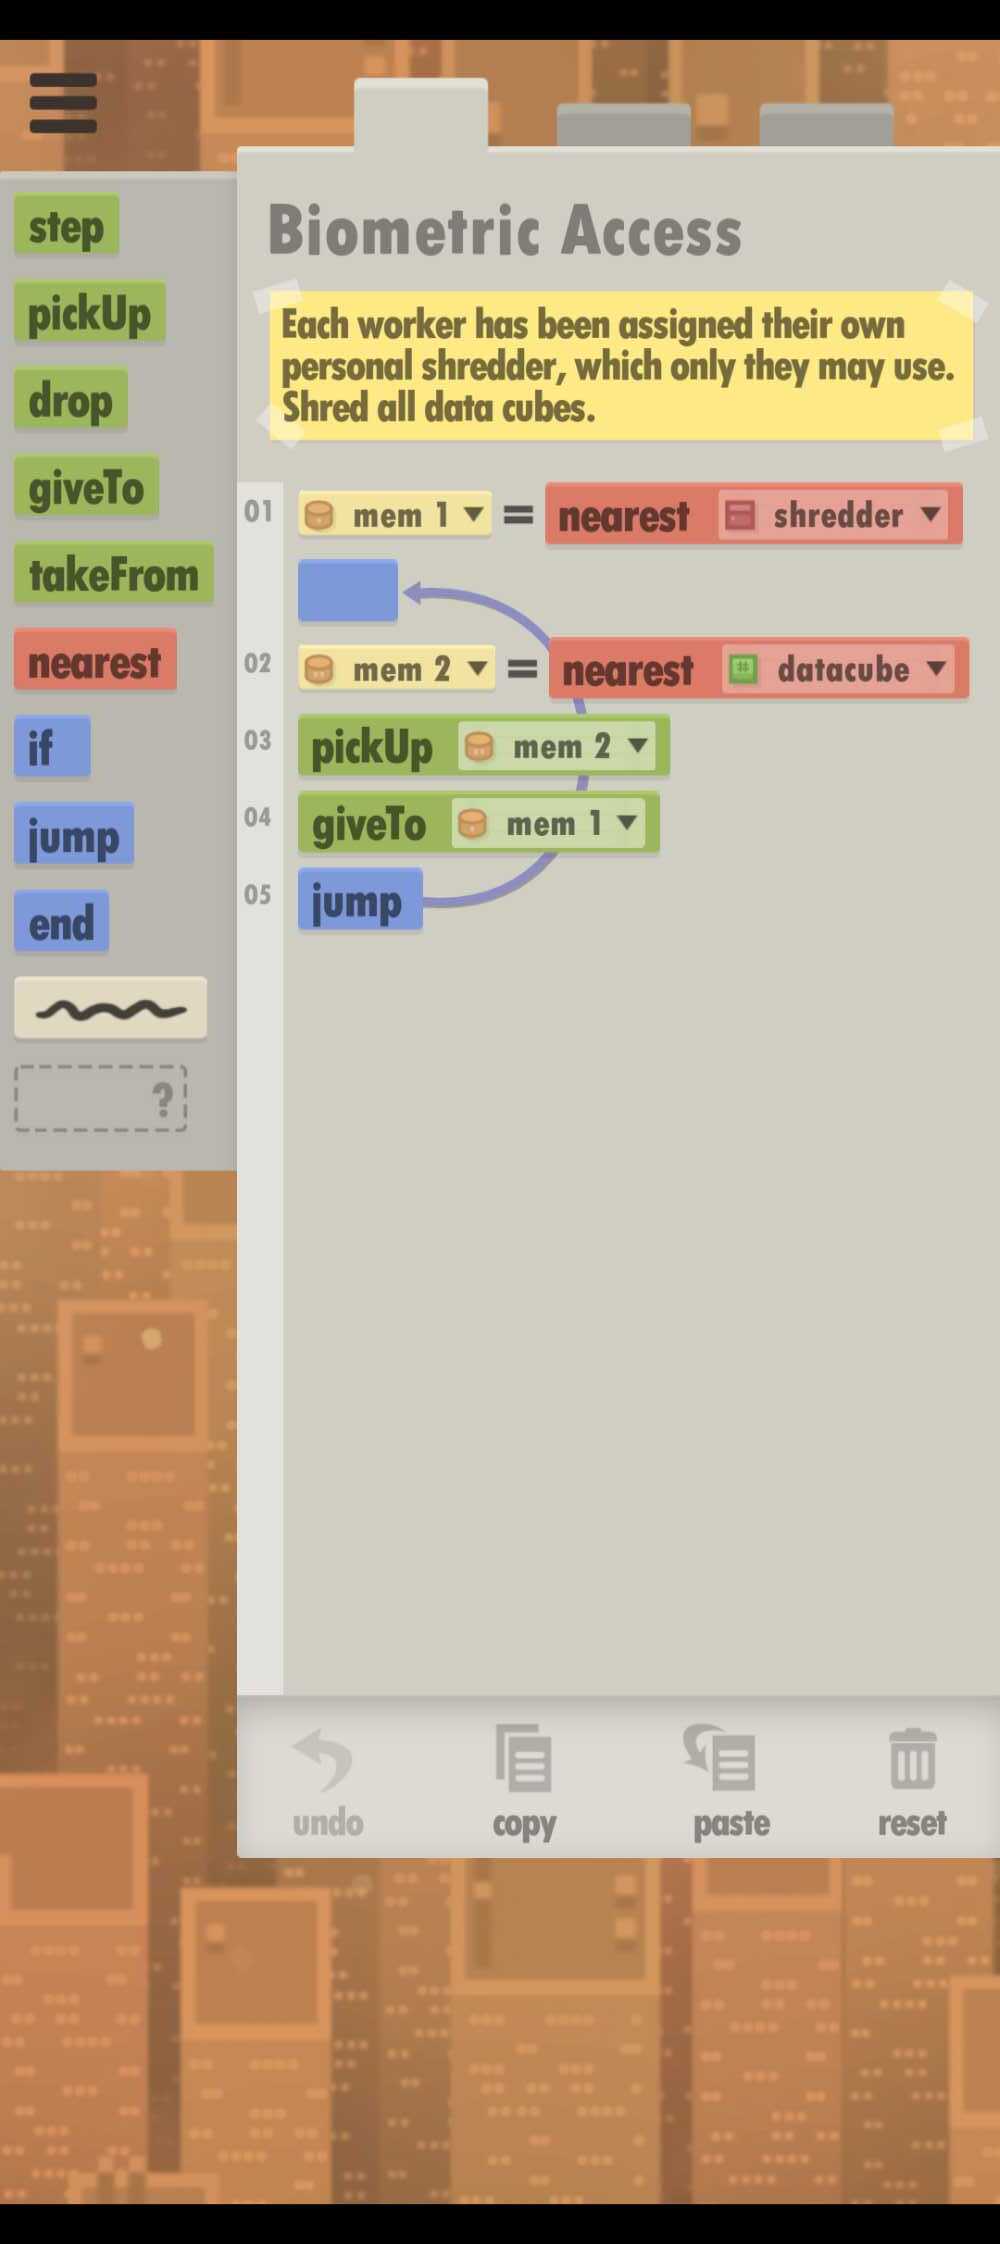 Biometric Access
Each worker has been assigned their own
personal shredder, which only they may use.
Shred all data cubes.
step
pickUp
drop
giveTo
takeFrom
nearest
if
jump
end
?
01 mem 1 = nearest shredder
02 mem 2 = nearest # datacube
03 pickUp mem 2
04 giveTo mem 1
05 jump
undo copy paste reset